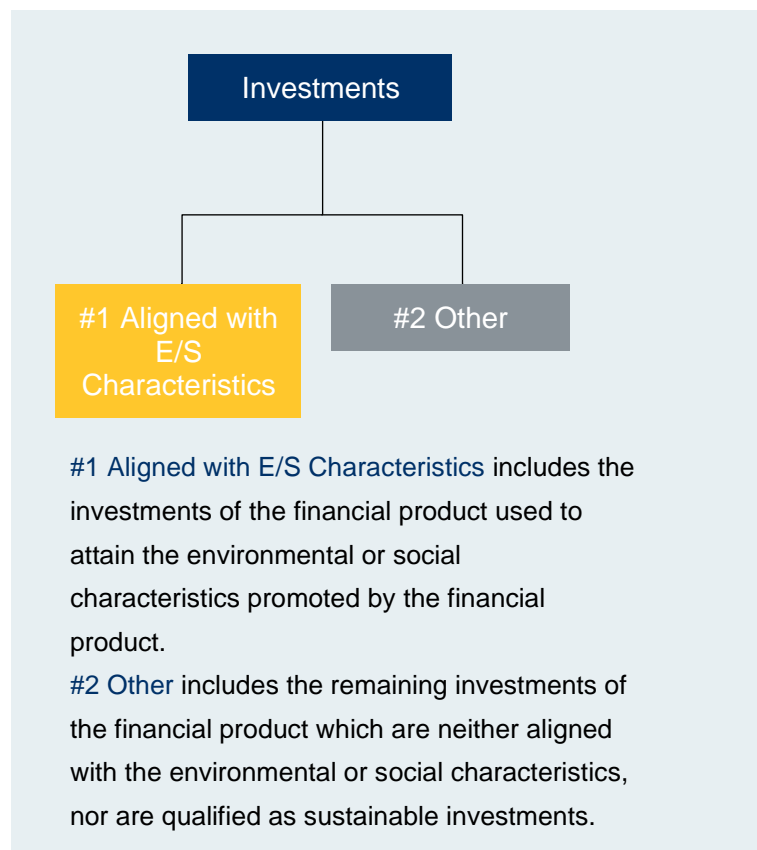 Investments
#1 Aligned with
E/S
Characteristics
#2 Other
#1 Aligned with E/S Characteristics includes the
investments of the financial product used to
attain the environmental or social
characteristics promoted by the financial
product.
#2 Other includes the remaining investments of
the financial product which are neither aligned
with the environmental or social characteristics,
nor are qualified as sustainable investments.